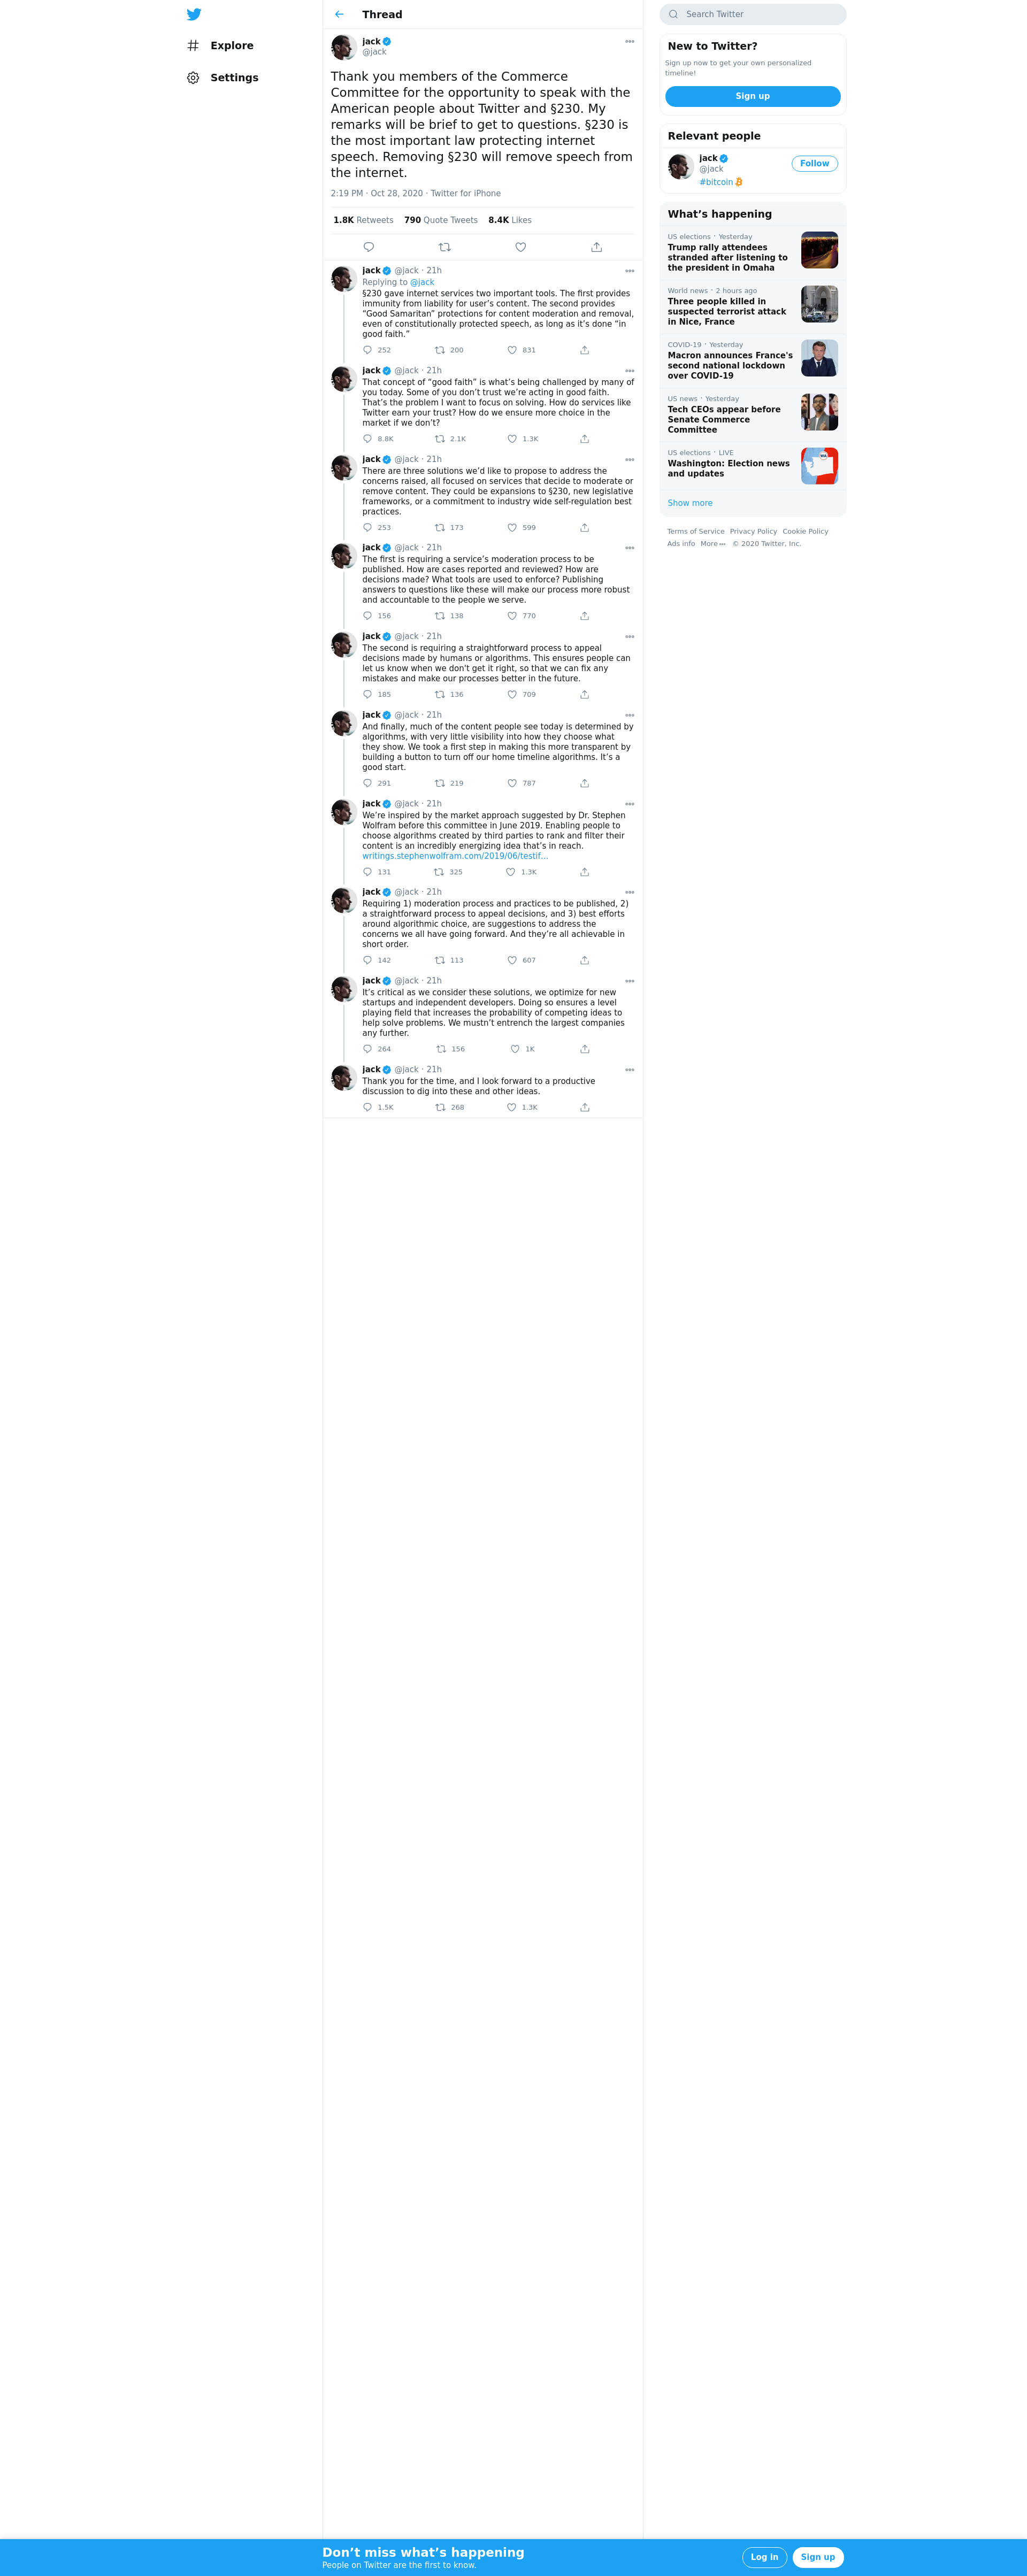 Explore
Settings
Thread
jack
@jack
Thank you members of the Commerce
Committee for the opportunity to speak with the
American people about Twitter and §230. My
remarks will be brief to get to questions. §230 is
the most important law protecting internet
speech. Removing §230 will remove speech from
the internet.
2:19 PM · Oct 28, 2020 · Twitter for iPhone
1.8K Retweets 790 Quote Tweets 8.4K Likes
jack @jack · 21h
Replying to @jack
§230 gave internet services two important tools. The first provides
immunity from liability for user’s content. The second provides
“Good Samaritan” protections for content moderation and removal,
even of constitutionally protected speech, as long as it’s done “in
good faith.”
252 200 831
jack @jack · 21h
That concept of “good faith” is what’s being challenged by many of
you today. Some of you don’t trust we’re acting in good faith.
That’s the problem I want to focus on solving. How do services like
Twitter earn your trust? How do we ensure more choice in the
market if we don’t?
8.8K 2.1K 1.3K
jack @jack · 21h
There are three solutions we’d like to propose to address the
concerns raised, all focused on services that decide to moderate or
remove content. They could be expansions to §230, new legislative
frameworks, or a commitment to industry wide self-regulation best
practices.
253 173 599
jack @jack · 21h
The first is requiring a service’s moderation process to be
published. How are cases reported and reviewed? How are
decisions made? What tools are used to enforce? Publishing
answers to questions like these will make our process more robust
and accountable to the people we serve.
156 138 770
jack @jack · 21h
The second is requiring a straightforward process to appeal
decisions made by humans or algorithms. This ensures people can
let us know when we don't get it right, so that we can fix any
mistakes and make our processes better in the future.
185 136 709
jack @jack · 21h
And finally, much of the content people see today is determined by
algorithms, with very little visibility into how they choose what
they show. We took a first step in making this more transparent by
building a button to turn off our home timeline algorithms. It’s a
good start.
291 219 787
jack @jack · 21h
We’re inspired by the market approach suggested by Dr. Stephen
Wolfram before this committee in June 2019. Enabling people to
choose algorithms created by third parties to rank and filter their
content is an incredibly energizing idea that’s in reach.
writings.stephenwolfram.com/2019/06/testif…
131 325 1.3K
jack @jack · 21h
Requiring 1) moderation process and practices to be published, 2)
a straightforward process to appeal decisions, and 3) best efforts
around algorithmic choice, are suggestions to address the
concerns we all have going forward. And they’re all achievable in
short order.
142 113 607
jack @jack · 21h
It’s critical as we consider these solutions, we optimize for new
startups and independent developers. Doing so ensures a level
playing field that increases the probability of competing ideas to
help solve problems. We mustn’t entrench the largest companies
any further.
264 156 1K
jack @jack · 21h
Thank you for the time, and I look forward to a productive
discussion to dig into these and other ideas.
1.5K 268 1.3K
Search Twitter
New to Twitter?
Sign up now to get your own personalized
timeline!
Sign up
Relevant people
jack
@jack
Follow
#bitcoin
What’s happening
US elections · Yesterday
Trump rally attendees
stranded after listening to
the president in Omaha
World news · 2 hours ago
Three people killed in
suspected terrorist attack
in Nice, France
COVID-19 · Yesterday
Macron announces France's
second national lockdown
over COVID-19
US news · Yesterday
Tech CEOs appear before
Senate Commerce
Committee
US elections · LIVE
Washington: Election news
and updates
Show more
Terms of Service Privacy Policy Cookie Policy
Ads info More © 2020 Twitter, Inc.
Don’t miss what’s happening
People on Twitter are the first to know.
Log in
Sign up